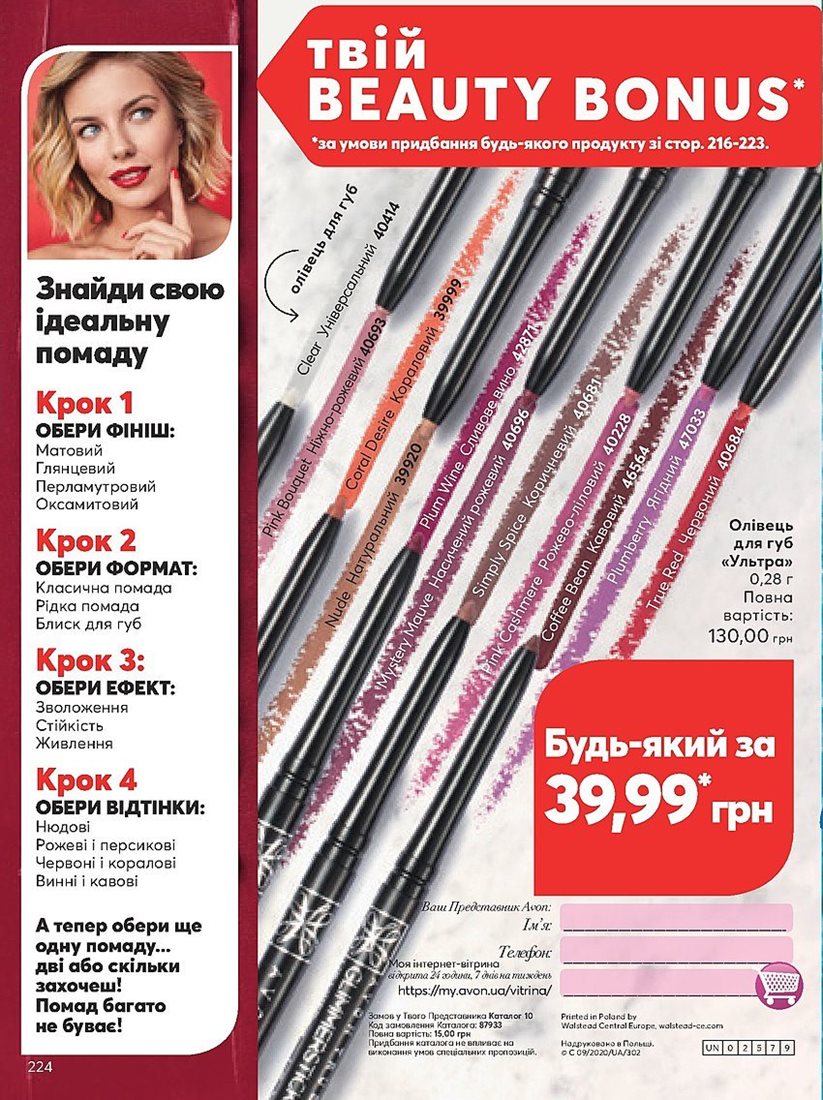 ТВІЙ
BEAUTY BONUS*
*за умови придбання будь-якого продукту зі стор. 216-223.
Знайди свою
ідеальну
помаду
Крок 1
ОБЕРИ ФІНІШ:
Матовий
Глянцевий
Перламутровий
Оксамитовий
Крок 2
ОБЕРИ ФОРМАТ:
Класична помада
Рідка помада
Блиск для губ
Крок 3:
ОБЕРИ ЕФЕКТ:
Зволоження
Стійкість
Живлення
Крок 4
ОБЕРИ ВІДТІНКИ:
Нюдові
Рожеві і персикові
Червоні і коралові
Винні і кавові
А тепер обери ще
одну помаду...
дві або скільки
захочеш!
Помад багато
не буває!
224
олівець для губ
Clear Універсальний 40414
Pink Bouquet Ніжно-рожевий 40693
Coral Desire Кораловий 39999
Nude Натуральний 39920
Plum Wine Сливове вино 42871
Mystery Mauve Насичений рожевий 40696
Simply Spice Коричневий 40681
Pink Cashmere Рожево-ліловий 40228
Coffee Bean Кавовий 46564
Plumberry Ягідний 47033
True Red Червоний 40684
Олівець
для губ
«Ультра»
0,28 г
Повна
вартість:
130,00 грн
Будь-який за
39,99* грн
Ваш Представник Avon:
Ім'я:
Телефон:
Моя інтернет-вітрина
відкрита 24 години, 7 днів на тиждень
https://my.avon.ua/vitrina/
Замов у Твого Представника Каталог 10
Код замовлення Каталога: 87933
Повна вартість: 15,00 грн
Придбання каталога не впливає на
виконання умов спеціальних пропозицій.
Printed in Poland by
Walstead Central Europe, walstead-ce.com
Надруковано в Польщі.
© C 09/2020/UA/302
UN 0 2 5 7 9
GLIMMERSTICK